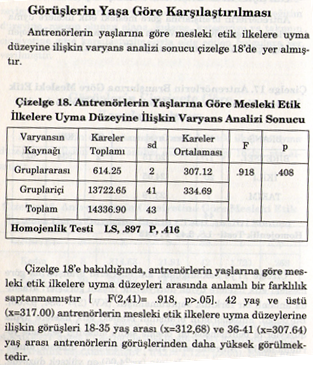 Görüşlerin Yaşa Göre Karşılaştırılması
Antrenörlerin yaşlarına göre mesleki etik ilkelere uyma
düzeyine ilişkin varyans analizi sonucu çizelge 18'de yer almış-
tır.
Çizelge 18. Antrenörlerin Yaşlarına Göre Mesleki Etik
İlkelere Uyma Düzeyine İlişkin Varyans Analizi Sonucu
Varyansın Kaynağı Kareler Toplamı sd Kareler Ortalaması F p
Gruplararası 614.25 2 307.12 .918 .408
Gruplariçi 13722.65 41 334.69
Toplam 14336.90 43
Homojenlik Testi LS, .897 P, .416
Çizelge 18'e bakıldığında, antrenörlerin yaşlarına göre mes-
leki etik ilkelere uyma düzeyleri arasında anlamlı bir farklılık
saptanmamıştır [ F(2,41)= .918, p>.05]. 42 yaş ve üstü
(x=317.00) antrenörlerin mesleki etik ilkelere uyma düzeylerine
ilişkin görüşleri 18-35 yaş arası (x=312,68) ve 36-41 (x=307.64)
yaş arası antrenörlerin görüşlerinden daha yüksek görülmek-
tedir.